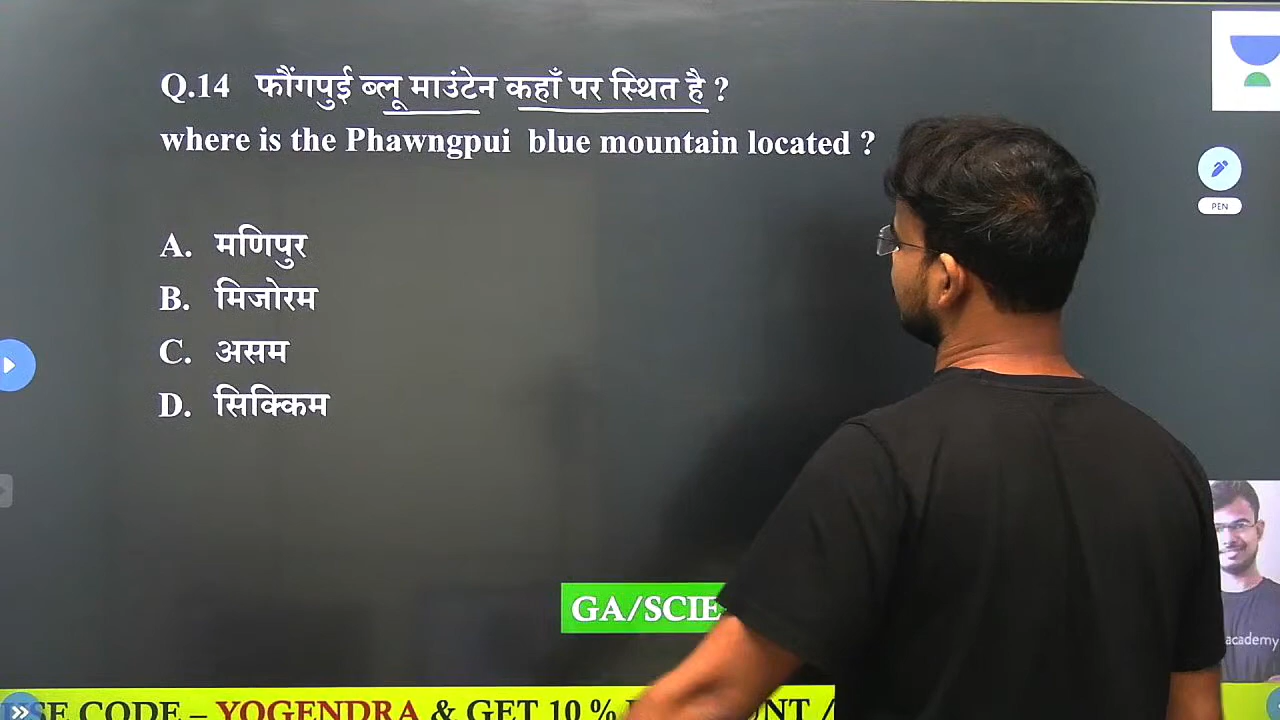 Q.14 फौंगपुई ब्लू माउंटेन कहाँ पर स्थित है ?
where is the Phawngpui blue mountain located ?
PEN
A. मणिपुर
B. मिजोरम
C. असम
D. सिक्किम
GA/SCIE
academy
CODE – YOGENDRA & GET 10 %